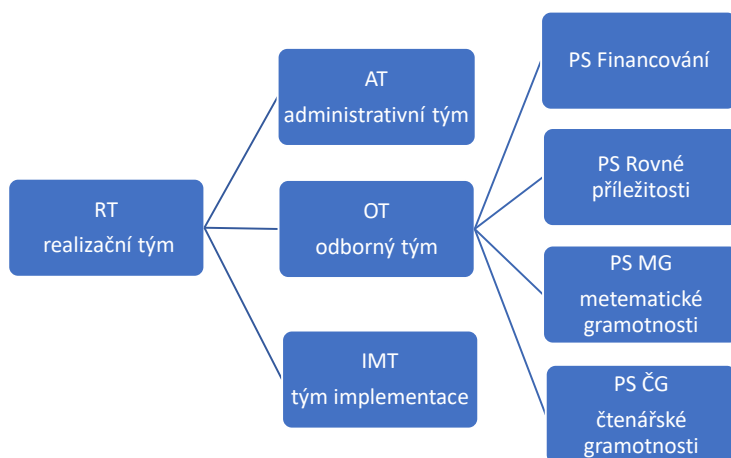 RT
realizační tým
AT
administrativní tým
OT
odborný tým
IMT
tým implementace
PS Financování
PS Rovné
příležitosti
PS MG
metematické
gramotnosti
PS ČG
čtenářské
gramotnosti